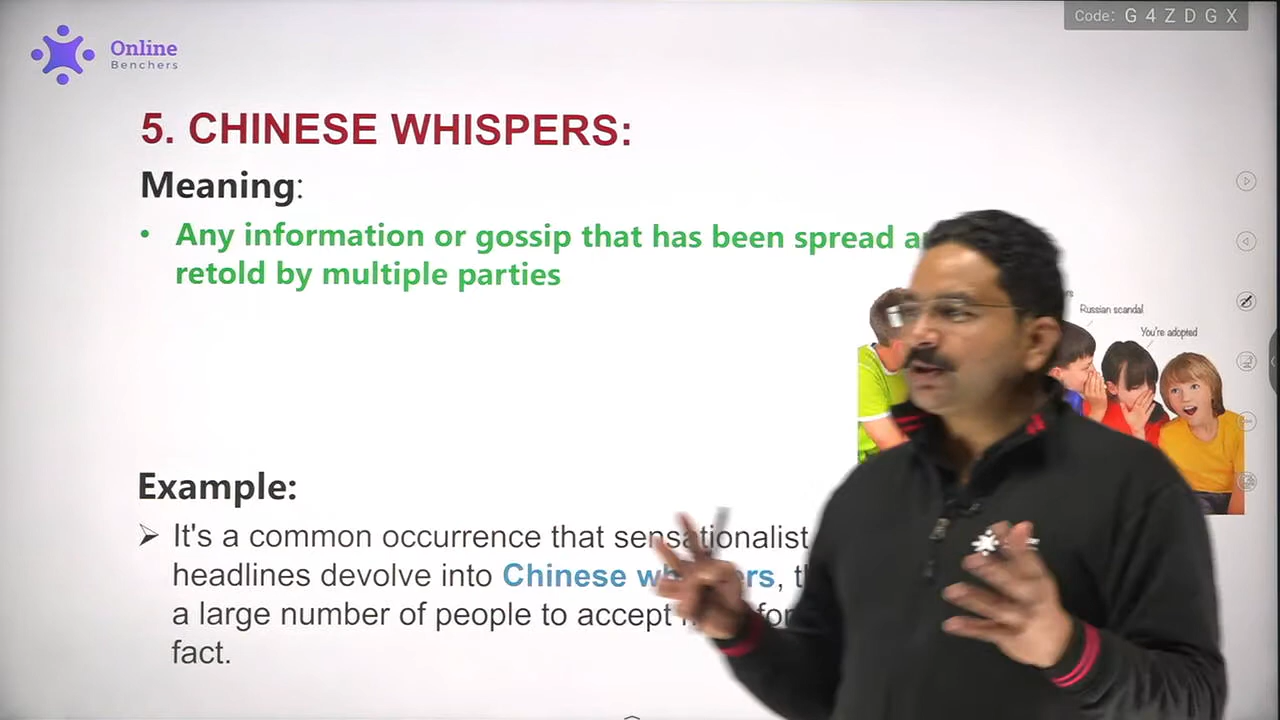 Code: G 4 Z D G X
Online
Benchers
5. CHINESE WHISPERS:
Meaning:
• Any information or gossip that has been spread
retold by multiple parties
Russian scandal
You're adopted
Example:
➢ It's a common occurrence that sensationalist
headlines devolve into Chinese whispers,
a large number of people to accept
fact.